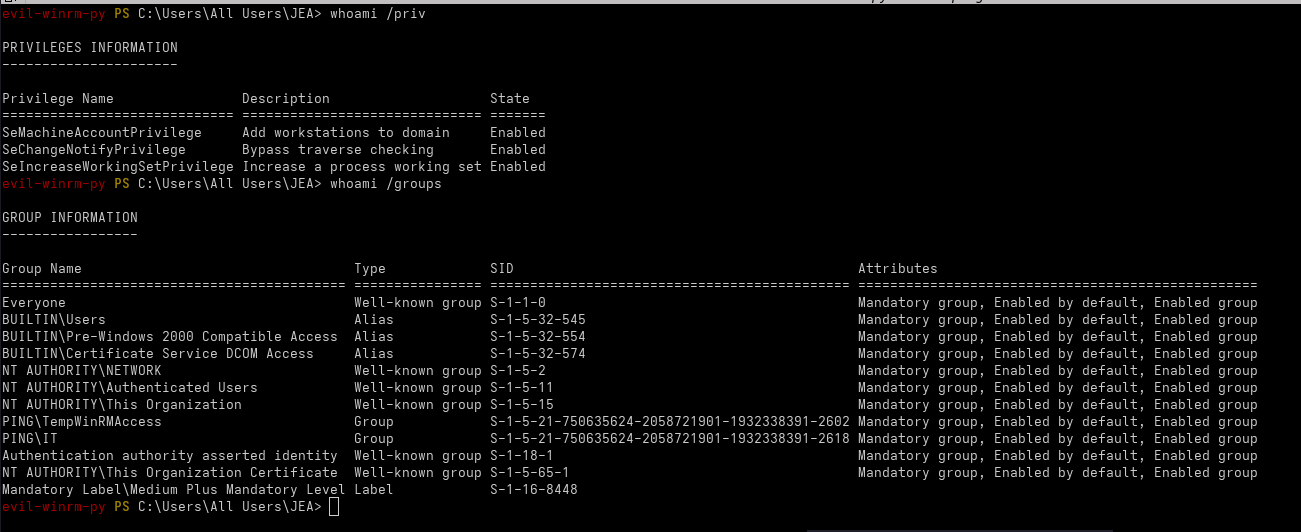 evil-winrm-py PS C:\Users\All Users\JEA> whoami /priv
PRIVILEGES INFORMATION
----------------------
Privilege Name                Description                    State
============================= ============================== =======
SeMachineAccountPrivilege     Add workstations to domain     Enabled
SeChangeNotifyPrivilege       Bypass traverse checking       Enabled
SeIncreaseWorkingSetPrivilege Increase a process working set Enabled
evil-winrm-py PS C:\Users\All Users\JEA> whoami /groups
GROUP INFORMATION
-----------------
Group Name                                  Type             SID                                           Attributes
=========================================== ================ ============================================= ==================================================
Everyone                                    Well-known group S-1-1-0                                       Mandatory group, Enabled by default, Enabled group
BUILTIN\Users                               Alias            S-1-5-32-545                                  Mandatory group, Enabled by default, Enabled group
BUILTIN\Pre-Windows 2000 Compatible Access  Alias            S-1-5-32-554                                  Mandatory group, Enabled by default, Enabled group
BUILTIN\Certificate Service DCOM Access     Alias            S-1-5-32-574                                  Mandatory group, Enabled by default, Enabled group
NT AUTHORITY\NETWORK                        Well-known group S-1-5-2                                       Mandatory group, Enabled by default, Enabled group
NT AUTHORITY\Authenticated Users            Well-known group S-1-5-11                                      Mandatory group, Enabled by default, Enabled group
NT AUTHORITY\This Organization              Well-known group S-1-5-15                                      Mandatory group, Enabled by default, Enabled group
PING\TempWinRMAccess                        Group            S-1-5-21-750635624-2058721901-1932338391-2602 Mandatory group, Enabled by default, Enabled group
PING\IT                                     Group            S-1-5-21-750635624-2058721901-1932338391-2618 Mandatory group, Enabled by default, Enabled group
Authentication authority asserted identity  Well-known group S-1-18-1                                      Mandatory group, Enabled by default, Enabled group
NT AUTHORITY\This Organization Certificate  Well-known group S-1-5-65-1                                    Mandatory group, Enabled by default, Enabled group
Mandatory Label\Medium Plus Mandatory Level Label            S-1-16-8448
evil-winrm-py PS C:\Users\All Users\JEA>